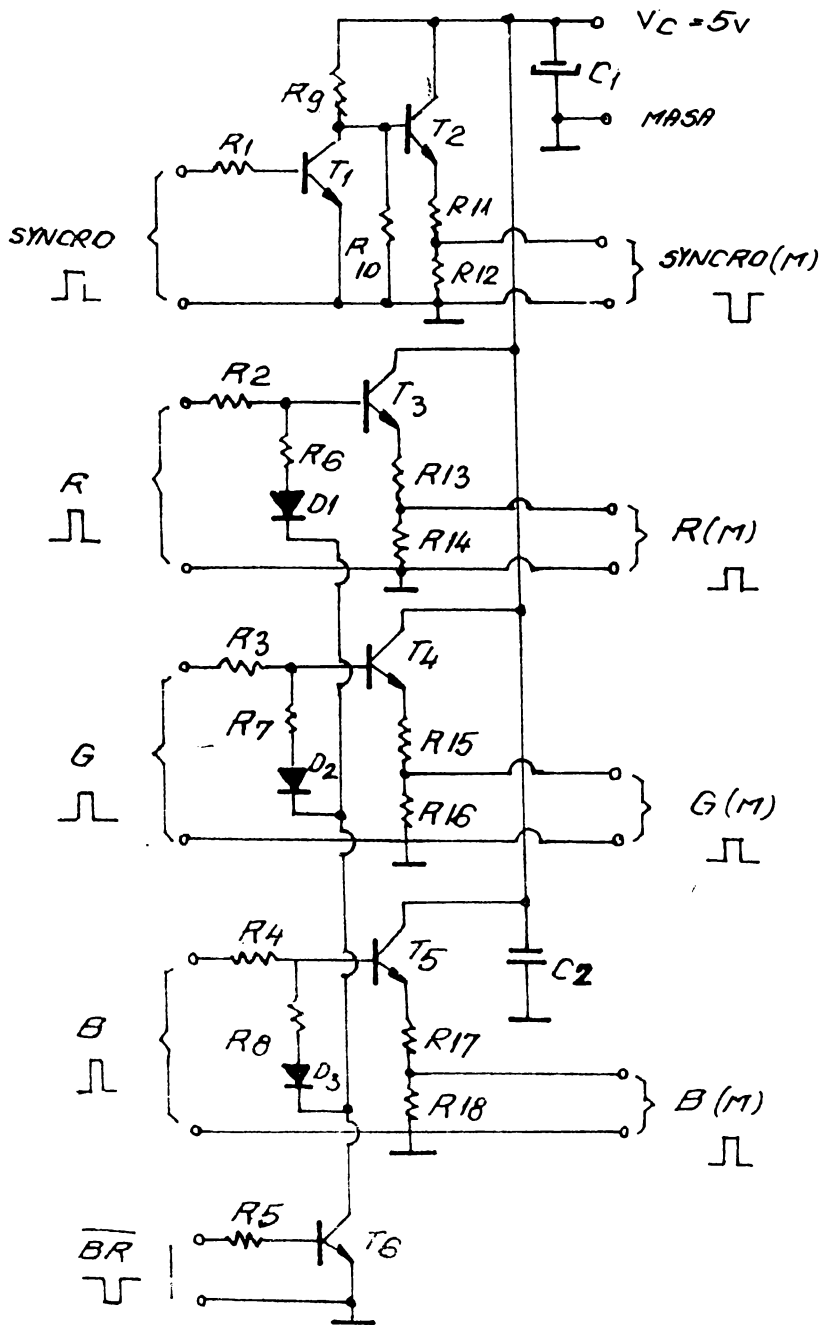 VC = 5V
C1
MASA
R9
T2
R1
T1
R11
SYNCRO
R10
R12
SYNCRO(M)
R2
T3
R6
R13
R
D1
R14
R(M)
R3
T4
R7
R15
G
D2
R16
G(M)
R4
T5
C2
R8
R17
B
D3
R18
B(M)
R5
BR
T6